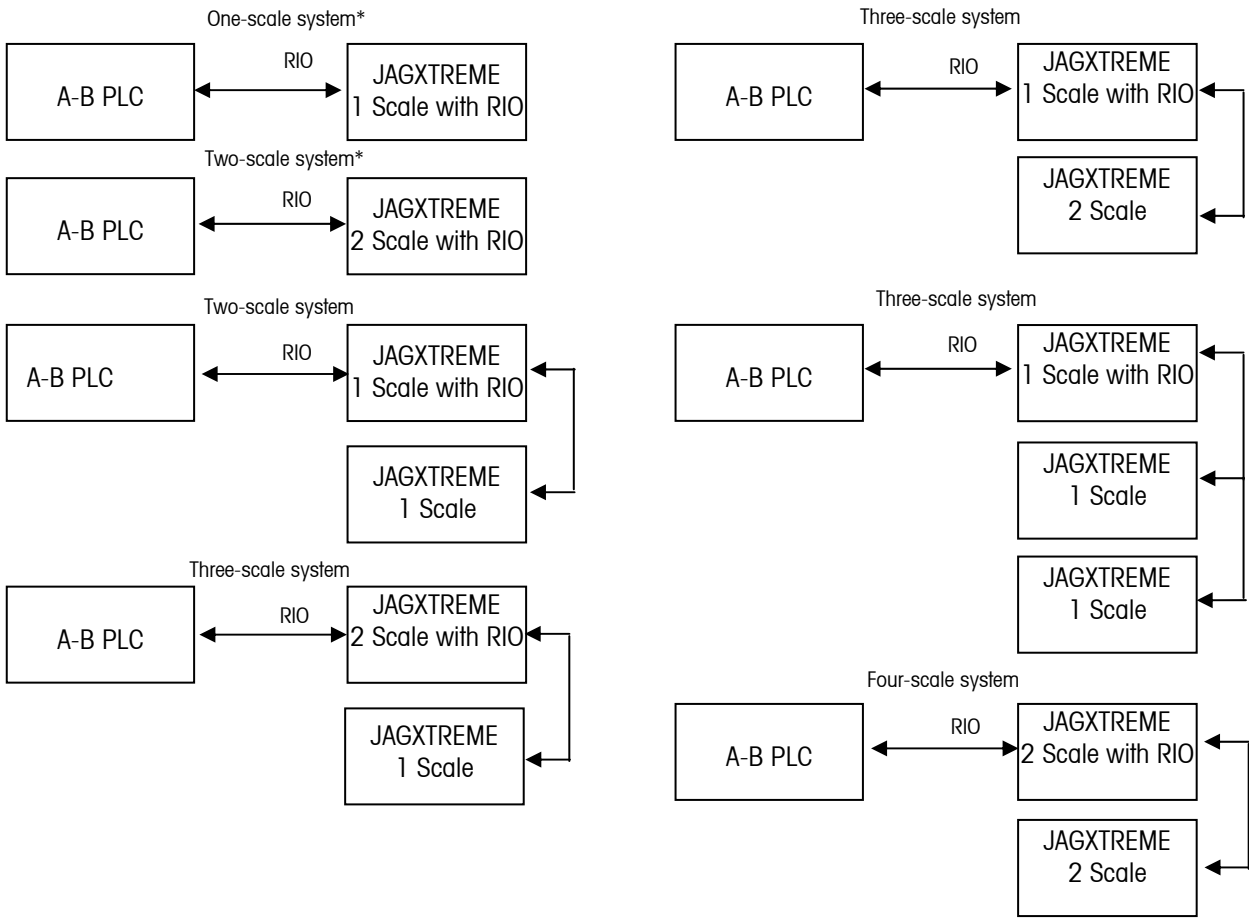 One-scale system*
A-B PLC
RIO
JAGXTREME
1 Scale with RIO
Two-scale system*
A-B PLC
RIO
JAGXTREME
2 Scale with RIO
Two-scale system
A-B PLC
RIO
JAGXTREME
1 Scale with RIO
JAGXTREME
1 Scale
Three-scale system
A-B PLC
RIO
JAGXTREME
2 Scale with RIO
JAGXTREME
1 Scale
Three-scale system
A-B PLC
RIO
JAGXTREME
1 Scale with RIO
JAGXTREME
2 Scale
Three-scale system
A-B PLC
RIO
JAGXTREME
1 Scale with RIO
JAGXTREME
1 Scale
JAGXTREME
1 Scale
Four-scale system
A-B PLC
RIO
JAGXTREME
2 Scale with RIO
JAGXTREME
2 Scale